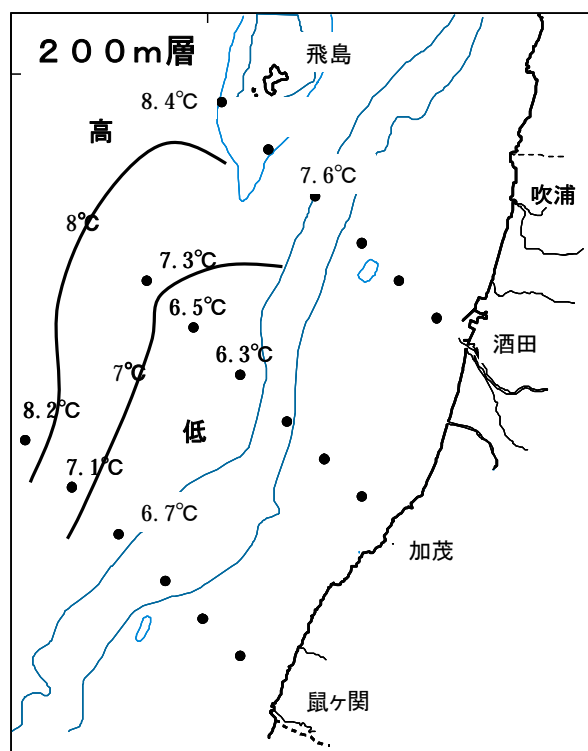 200m層
飛島
8.4℃
高
7.6℃
吹浦
8℃
7.3℃
6.5℃
酒田
6.3℃
7℃
8.2℃
低
7.1℃
6.7℃
加茂
鼠ヶ関